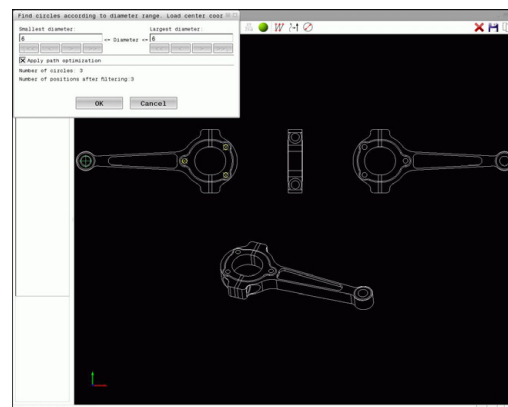 Find circles according to diameter range. Load center coor
Smallest diameter:
Largest diameter:
6
<= Diameter <=
6
Apply path optimization
Number of circles: 3
Number of positions after filtering:3
OK
Cancel